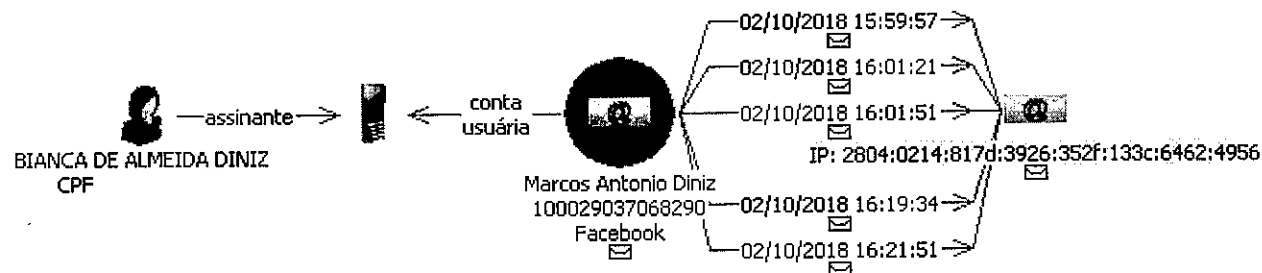 02/10/2018 15:59:57
02/10/2018 16:01:21
assinante
conta
usuária
@
02/10/2018 16:01:51
@
BIANCA DE ALMEIDA DINIZ
CPF
IP: 2804:0214:817d:3926:352f:133c:6462:4956
Marcos Antonio Diniz
100029037068290
Facebook
02/10/2018 16:19:34
02/10/2018 16:21:51